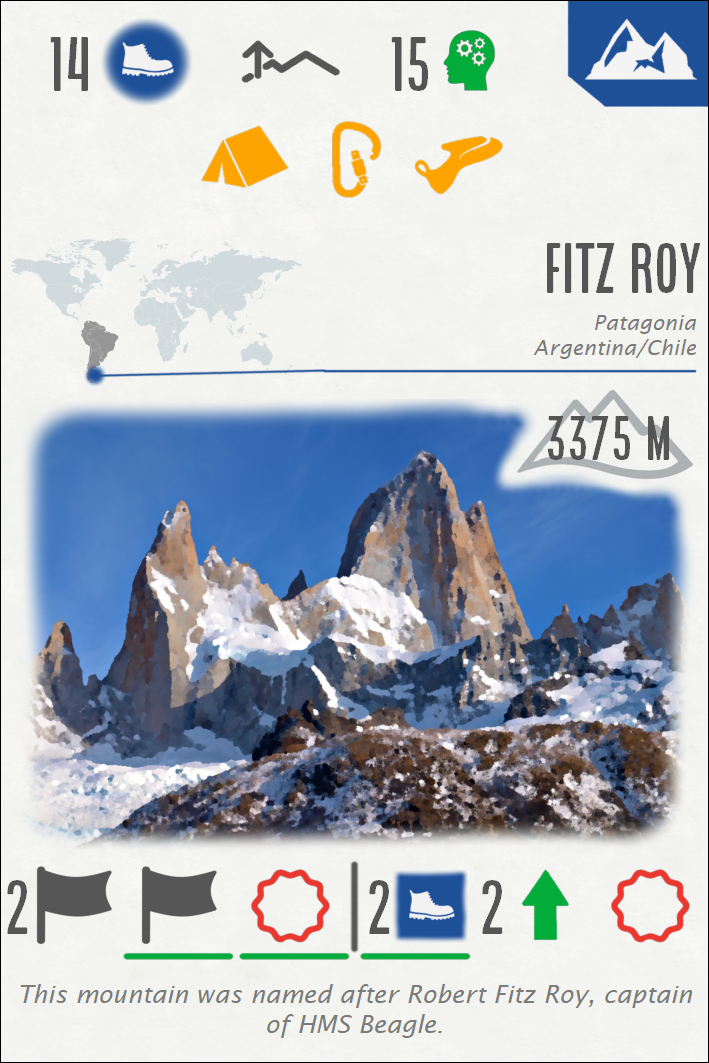 14
15
FITZ ROY
Patagonia
Argentina/Chile
3375 M
2 2 2
This mountain was named after Robert Fitz Roy, captain
of HMS Beagle.